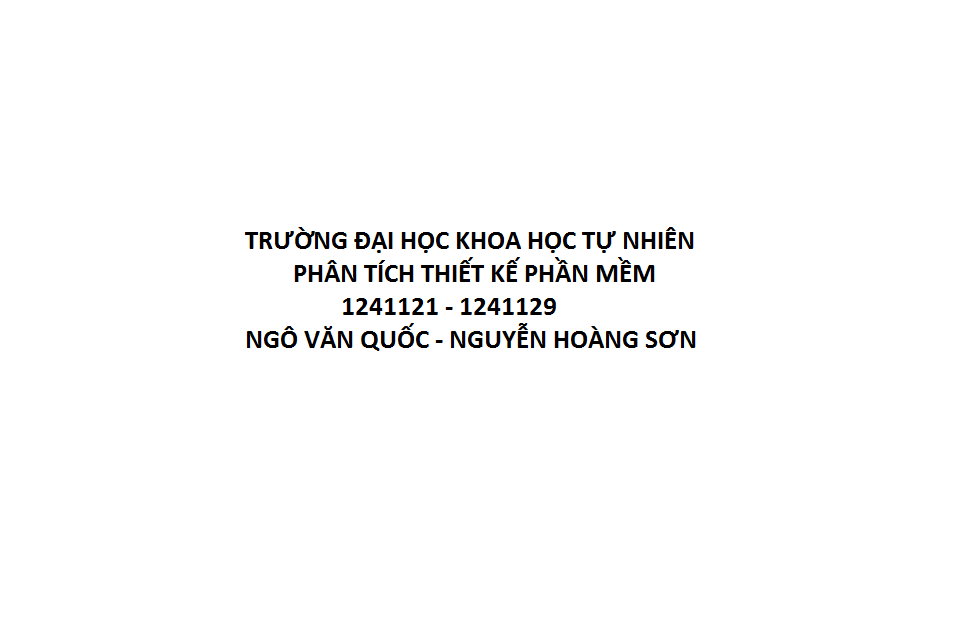 TRƯỜNG ĐẠI HỌC KHOA HỌC TỰ NHIÊN
PHÂN TÍCH THIẾT KẾ PHẦN MỀM
1241121 - 1241129
NGÔ VĂN QUỐC - NGUYỄN HOÀNG SƠN